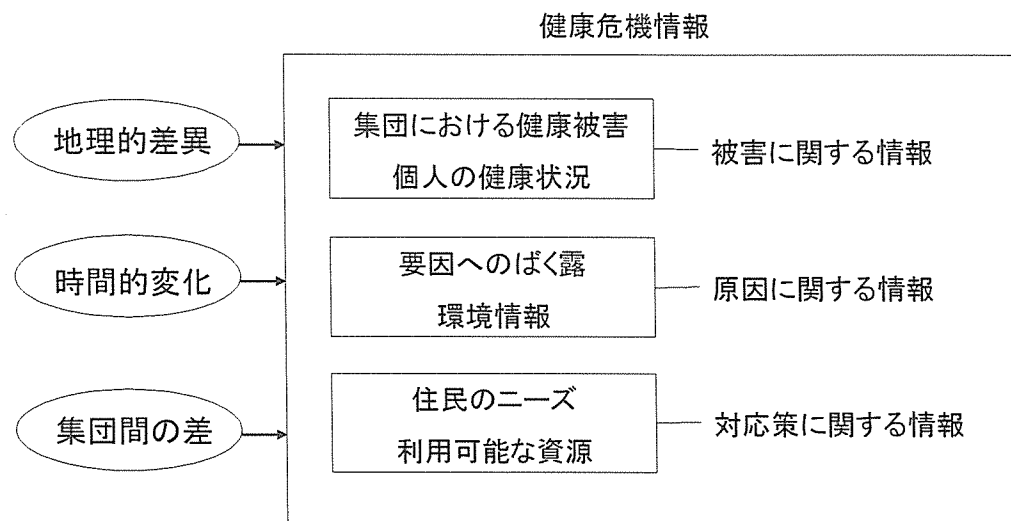 健康危機情報
地理的差異
集団における健康被害
個人の健康状況
被害に関する情報
時間的変化
要因へのばく露
環境情報
原因に関する情報
集団間の差
住民のニーズ
利用可能な資源
対応策に関する情報